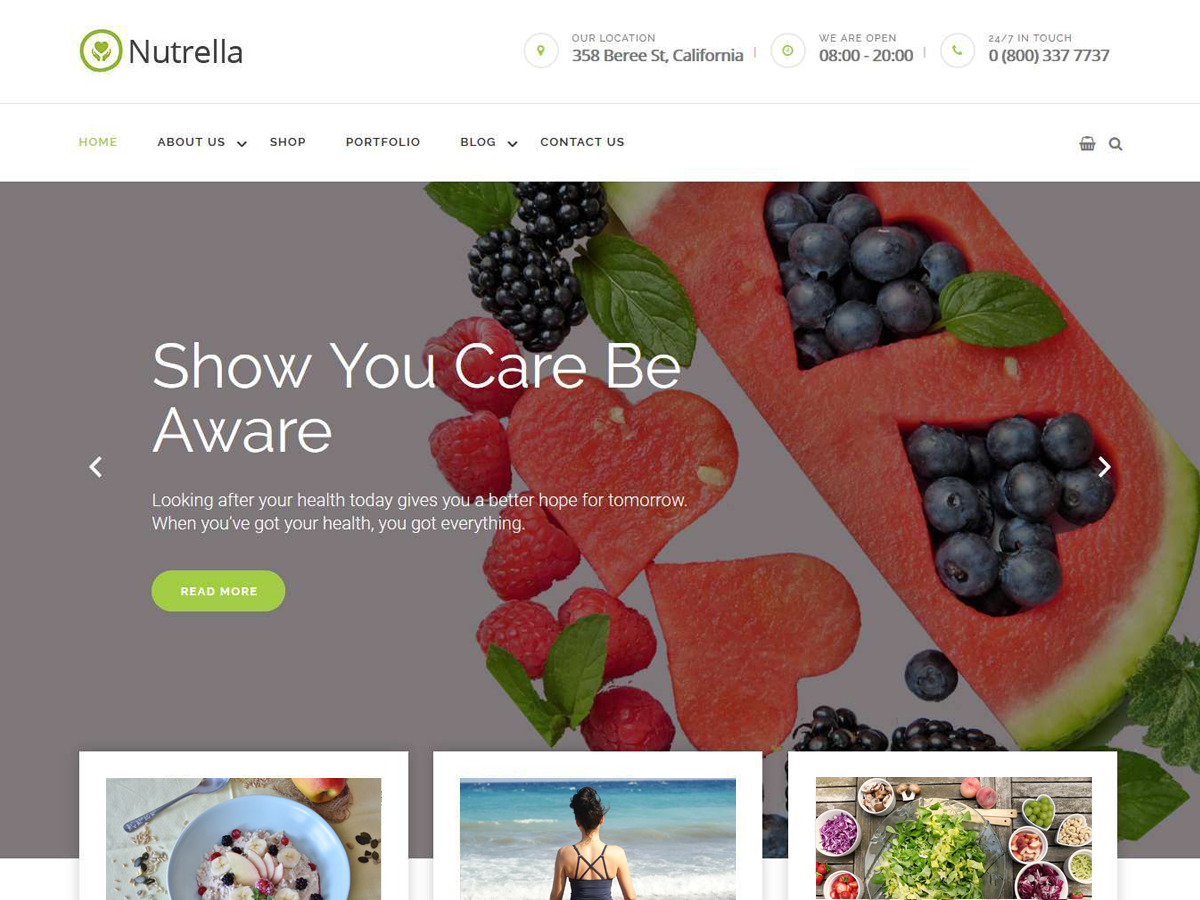 Nutrella
OUR LOCATION
358 Beree St, California
WE ARE OPEN
08:00 - 20:00
24/7 IN TOUCH
0 (800) 337 7737
HOME
ABOUT US
SHOP
PORTFOLIO
BLOG
CONTACT US
Show You Care Be
Aware
Looking after your health today gives you a better hope for tomorrow.
When you've got your health, you got everything.
READ MORE